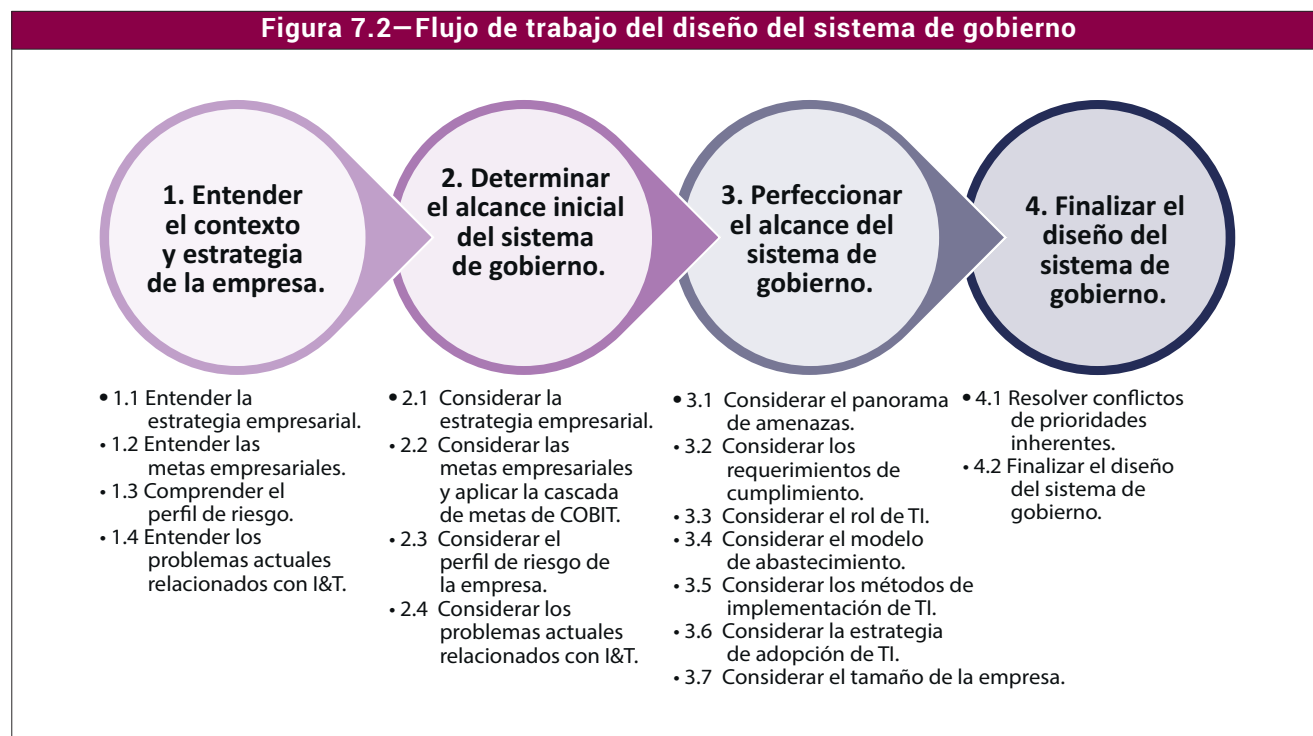 Figura 7.2—Flujo de trabajo del diseño del sistema de gobierno
1. Entender
el contexto
y estrategia
de la empresa.
2. Determinar
el alcance inicial
del sistema
de gobierno.
3. Perfeccionar
el alcance del
sistema de
gobierno.
4. Finalizar el
diseño del
sistema de
gobierno.
• 1.1 Entender la
estrategia empresarial.
• 1.2 Entender las
metas empresariales.
• 1.3 Comprender el
perfil de riesgo.
• 1.4 Entender los
problemas actuales
relacionados con I&T.
• 2.1 Considerar la
estrategia empresarial.
• 2.2 Considerar las
metas empresariales
y aplicar la cascada
de metas de COBIT.
• 2.3 Considerar el
perfil de riesgo de
la empresa.
• 2.4 Considerar los
problemas actuales
relacionados con I&T.
• 3.1 Considerar el panorama
de amenazas.
• 3.2 Considerar los
requerimientos de
cumplimiento.
• 3.3 Considerar el rol de TI.
• 3.4 Considerar el modelo
de abastecimiento.
• 3.5 Considerar los métodos de
implementación de TI.
• 3.6 Considerar la estrategia
de adopción de TI.
• 3.7 Considerar el tamaño de la empresa.
• 4.1 Resolver conflictos
de prioridades
inherentes.
• 4.2 Finalizar el diseño
del sistema de
gobierno.